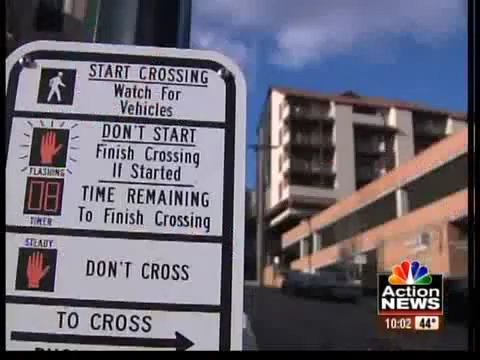 START CROSSING
Watch For
Vehicles
DON'T START
Finish Crossing
If Started
FLASHING
08
TIMER
TIME REMAINING
To Finish Crossing
STEADY
DON'T CROSS
TO CROSS
Action
NEWS
10:02 44°